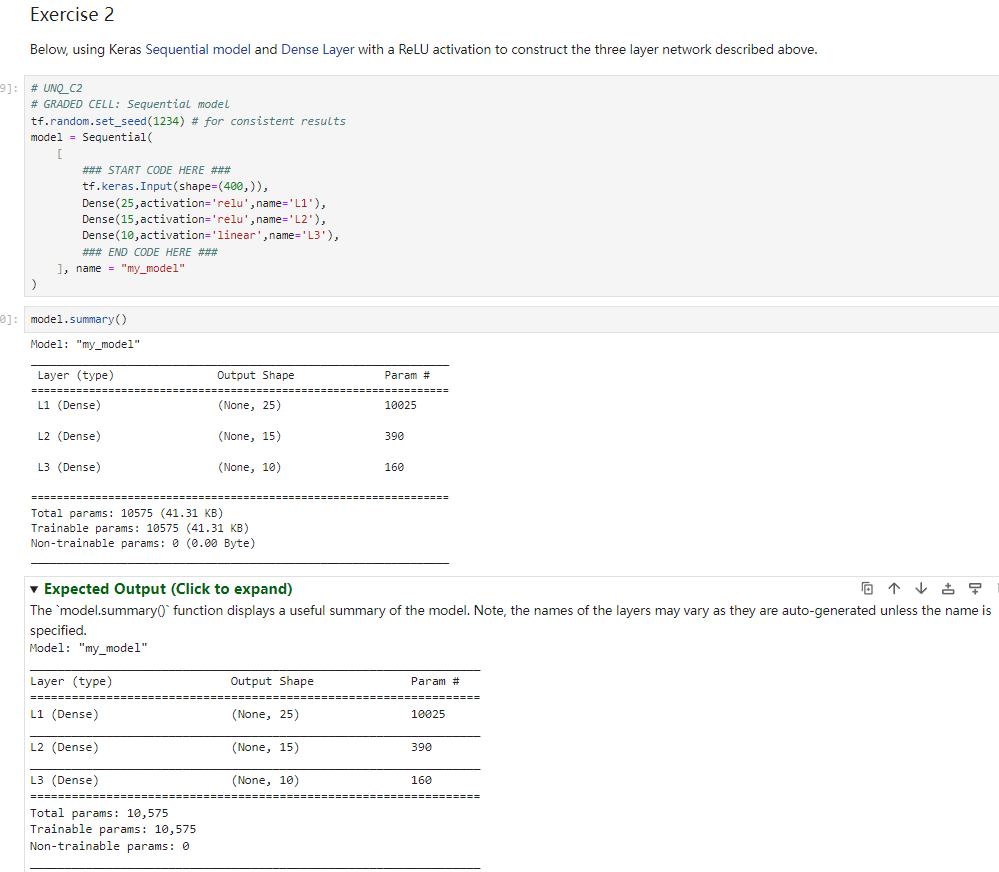 Exercise 2
Below, using Keras Sequential model and Dense Layer with a ReLU activation to construct the three layer network described above.
9]:
# UNQ_C2
# GRADED CELL: Sequential model
tf.random.set_seed(1234) # for consistent results
model = Sequential(
    [
        ### START CODE HERE ###
        tf.keras.Input(shape=(400,)),
        Dense(25,activation='relu',name='L1'),
        Dense(15,activation='relu',name='L2'),
        Dense(10,activation='linear',name='L3'),
        ### END CODE HERE ###
    ], name = "my_model"
)
0]: model.summary()
Model: "my_model"
_________________________________________________________________
Layer (type) Output Shape Param #
=================================================================
L1 (Dense) (None, 25) 10025
L2 (Dense) (None, 15) 390
L3 (Dense) (None, 10) 160
=================================================================
Total params: 10575 (41.31 KB)
Trainable params: 10575 (41.31 KB)
Non-trainable params: 0 (0.00 Byte)
_________________________________________________________________
Expected Output (Click to expand)
The `model.summary()` function displays a useful summary of the model. Note, the names of the layers may vary as they are auto-generated unless the name is
specified.
Model: "my_model"
_________________________________________________________________
Layer (type) Output Shape Param #
=================================================================
L1 (Dense) (None, 25) 10025
_________________________________________________________________
L2 (Dense) (None, 15) 390
_________________________________________________________________
L3 (Dense) (None, 10) 160
=================================================================
Total params: 10,575
Trainable params: 10,575
Non-trainable params: 0
_________________________________________________________________